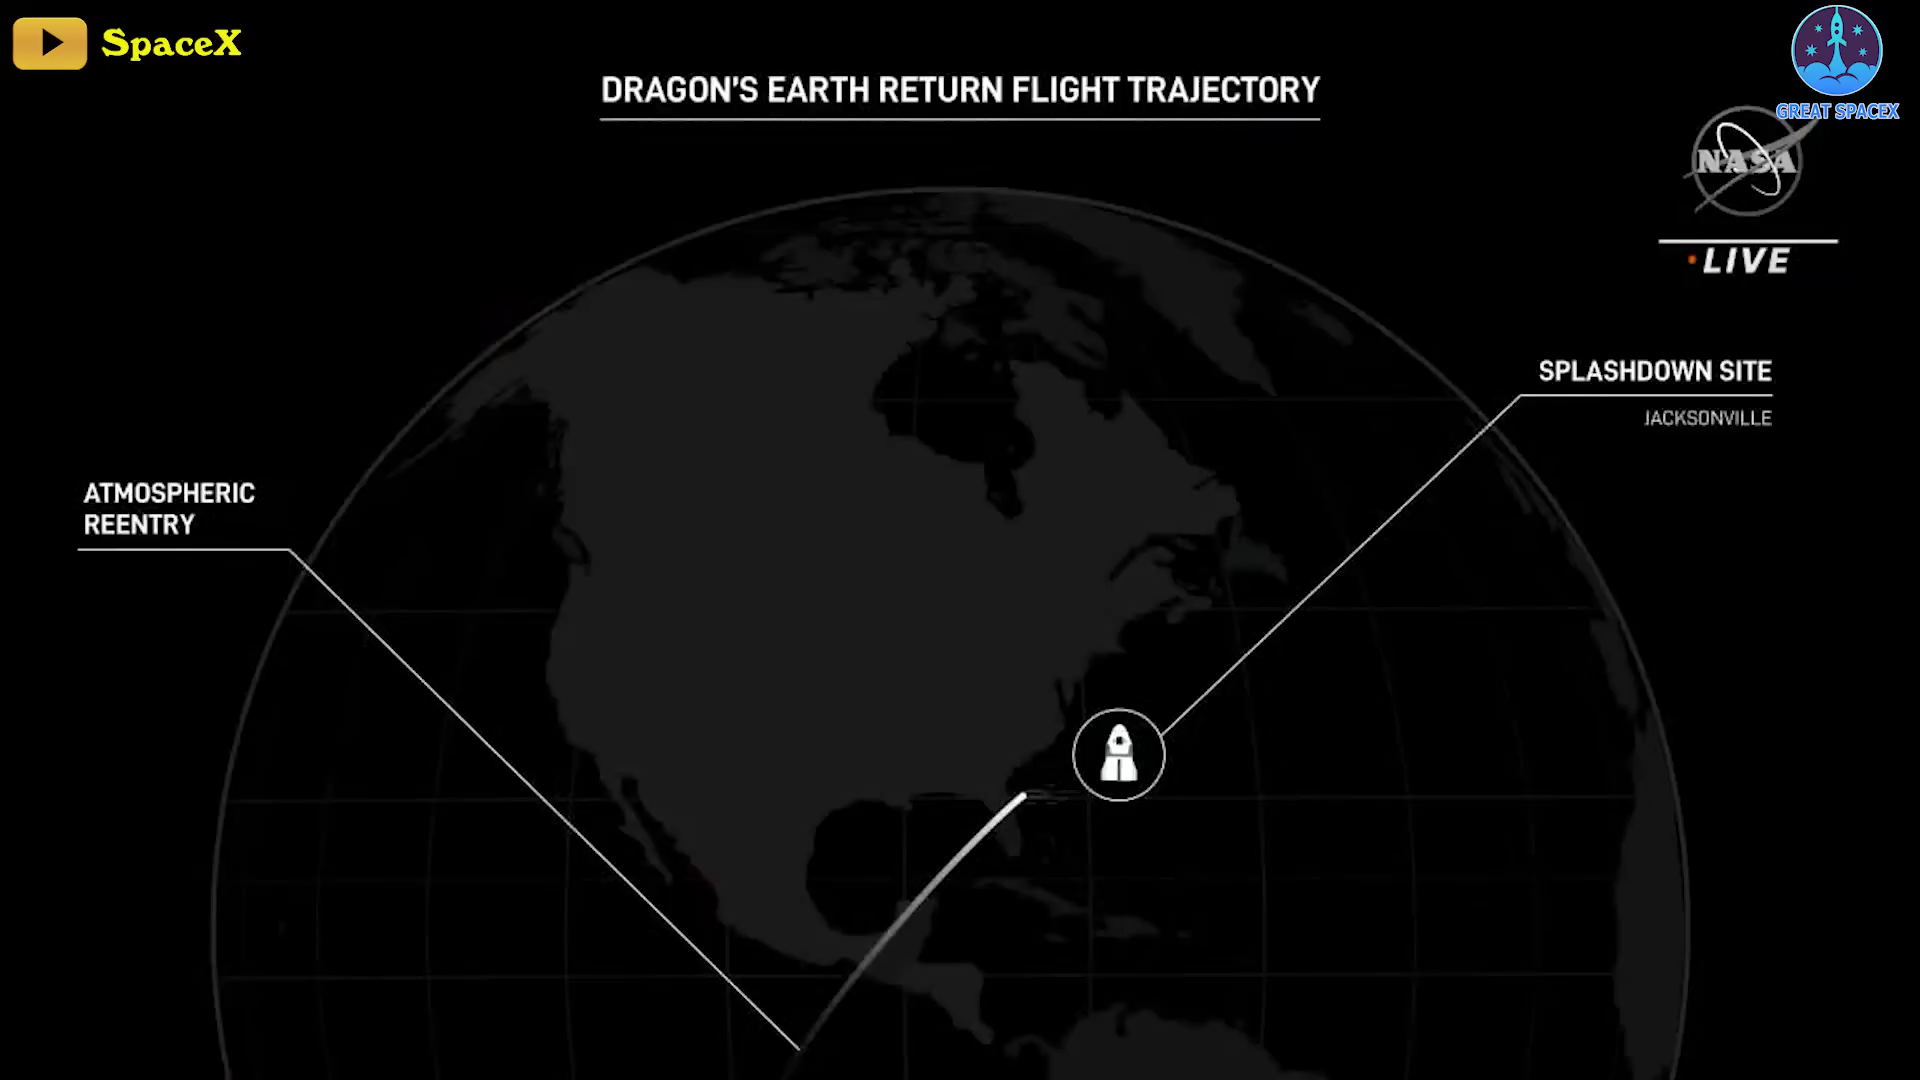 SpaceX
GREAT SPACEX
DRAGON'S EARTH RETURN FLIGHT TRAJECTORY
NASA
LIVE
SPLASHDOWN SITE
JACKSONVILLE
ATMOSPHERIC
REENTRY